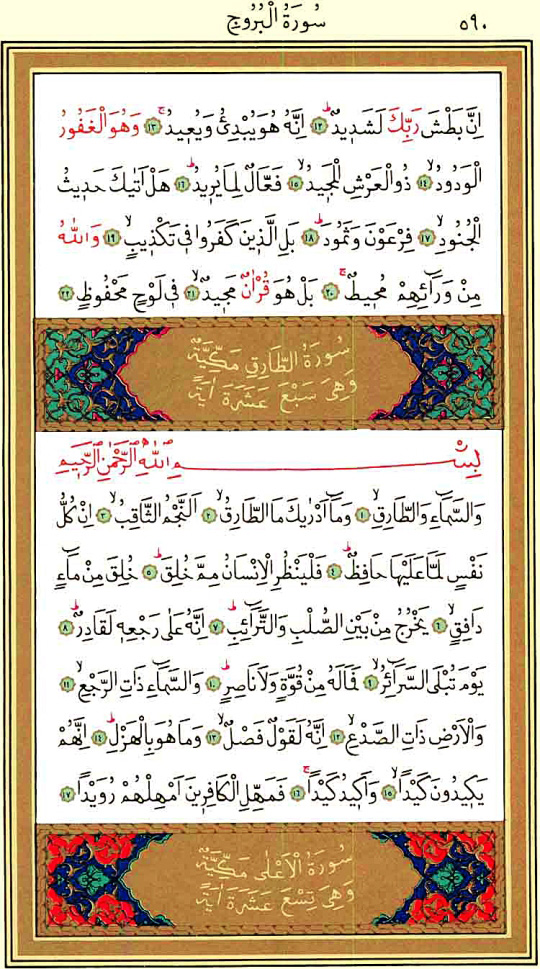 سُورَةُ الْبُرُوجِ ٥٩٠
اِنَّ بَطْشَ رَبِّكَ لَشَدِيدٌۜ ﴿١٢﴾ اِنَّهُ هُوَ يُبْدِئُ وَيُعِيدُۚ ﴿١٣﴾ وَهُوَ الْغَفُورُ
الْوَدُودُۙ ﴿١٤﴾ ذُو الْعَرْشِ الْمَجِيدُۙ ﴿١٥﴾ فَعَّالٌ لِمَا يُرِيدُۜ ﴿١٦﴾ هَلْ اَتٰيكَ حَدِيثُ
الْجُنُودِۙ ﴿١٧﴾ فِرْعَوْنَ وَثَمُودَۜ ﴿١٨﴾ بَلِ الَّذِينَ كَفَرُوا فِي تَكْذِيبٍۙ ﴿١٩﴾ وَاللّٰهُ
مِنْ وَرَٓائِهِمْ مُحِيطٌۚ ﴿٢٠﴾ بَلْ هُوَ قُرْاٰنٌ مَجِيدٌۙ ﴿٢١﴾ فِي لَوْحٍ مَحْفُوظٍ ﴿٢٢﴾
سُورَةُ الطَّارِقِ مَكِّيَّةٌ
وَهِيَ سَبْعَ عَشَرَةَ اٰيَةً
بِسْمِ اللّٰهِ الرَّحْمٰنِ الرَّحِيمِ
وَالسَّمَٓاءِ وَالطَّارِقِۙ ﴿١﴾ وَمَٓا اَدْرٰيكَ مَا الطَّارِقُۙ ﴿٢﴾ اَلنَّجْمُ الثَّاقِبُۙ ﴿٣﴾ اِنْ كُلُّ
نَفْسٍ لَمَّا عَلَيْهَا حَافِظٌۜ ﴿٤﴾ فَلْيَنْظُرِ الْاِنْسَانُ مِمَّ خُلِقَۜ ﴿٥﴾ خُلِقَ مِنْ مَٓاءٍ
دَافِقٍۙ ﴿٦﴾ يَخْرُجُ مِنْ بَيْنِ الصُّلْبِ وَالتَّرَٓائِبِۜ ﴿٧﴾ اِنَّهُ عَلٰى رَجْعِهِ لَقَادِرٌۜ ﴿٨﴾
يَوْمَ تُبْلَى السَّرَٓائِرُۙ ﴿٩﴾ فَمَا لَهُ مِنْ قُوَّةٍ وَلَا نَاصِرٍۜ ﴿١٠﴾ وَالسَّمَٓاءِ ذَاتِ الرَّجْعِۙ ﴿١١﴾
وَالْاَرْضِ ذَاتِ الصَّدْعِۙ ﴿١٢﴾ اِنَّهُ لَقَوْلٌ فَصْلٌۙ ﴿١٣﴾ وَمَا هُوَ بِالْهَزْلِۜ ﴿١٤﴾ اِنَّهُمْ
يَكِيدُونَ كَيْدًاۙ ﴿١٥﴾ وَاَكِيدُ كَيْدًاۚ ﴿١٦﴾ فَمَهِّلِ الْكَافِرِينَ اَمْهِلْهُمْ رُوَيْدًا ﴿١٧﴾
سُورَةُ الْاَعْلٰى مَكِّيَّةٌ
وَهِيَ تِسْعَ عَشَرَةَ اٰيَةً